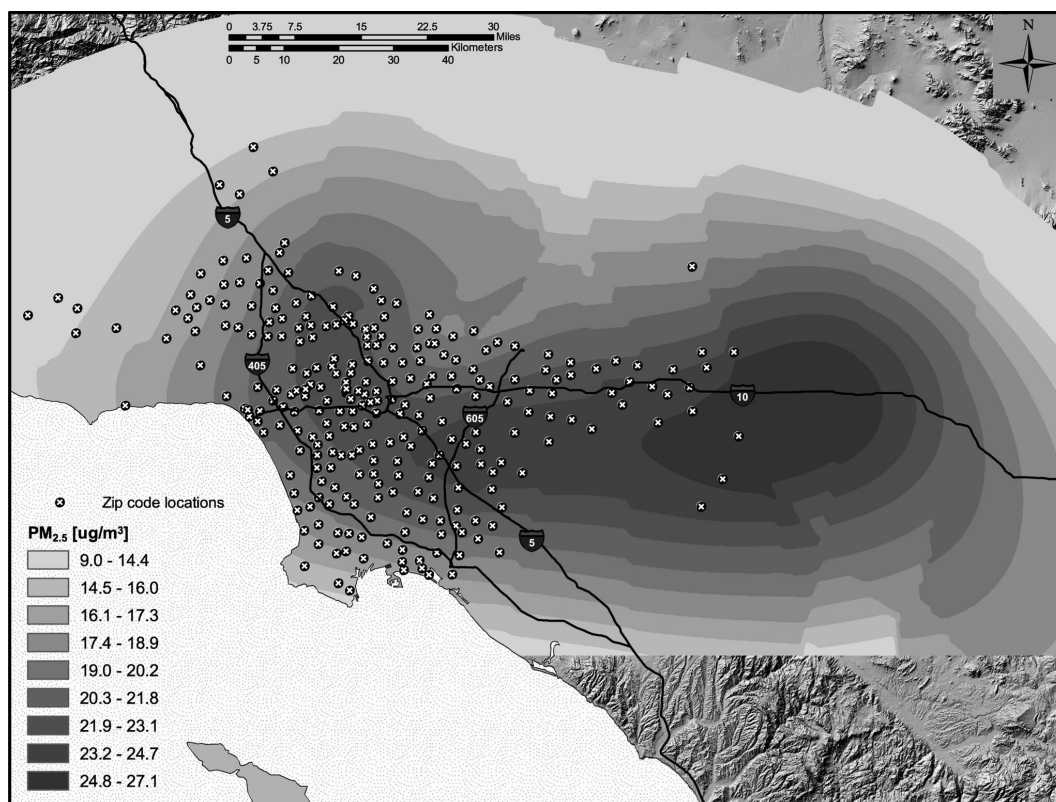 0 3.75 7.5 15 22.5 30
Miles
Kilometers
0 5 10 20 30 40
N
5
405
605
10
5
Zip code locations
PM2.5 [ug/m³]
9.0 - 14.4
14.5 - 16.0
16.1 - 17.3
17.4 - 18.9
19.0 - 20.2
20.3 - 21.8
21.9 - 23.1
23.2 - 24.7
24.8 - 27.1